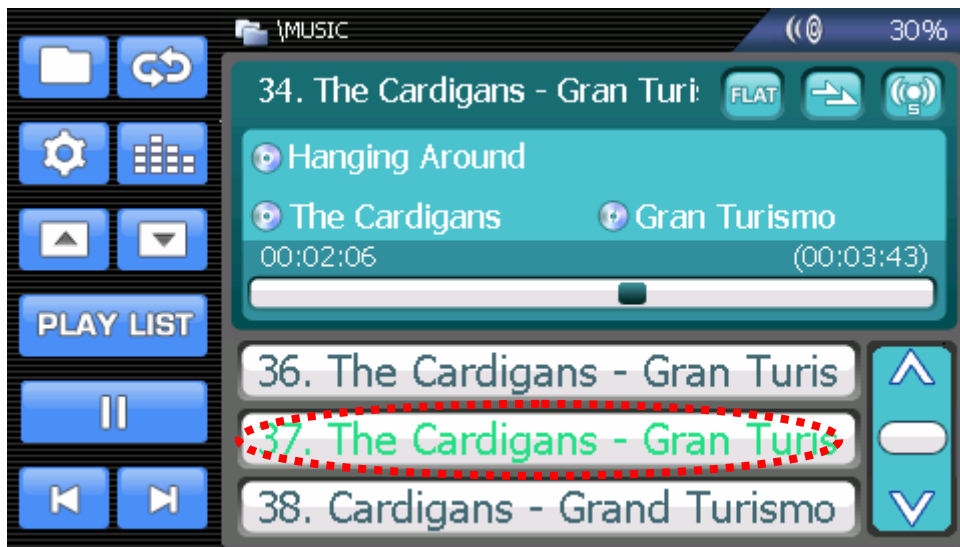 \MUSIC
30%
34. The Cardigans - Gran Turi
FLAT
S
Hanging Around
The Cardigans
Gran Turismo
00:02:06
(00:03:43)
PLAY LIST
36. The Cardigans - Gran Turis
37. The Cardigans - Gran Turis
38. Cardigans - Grand Turismo